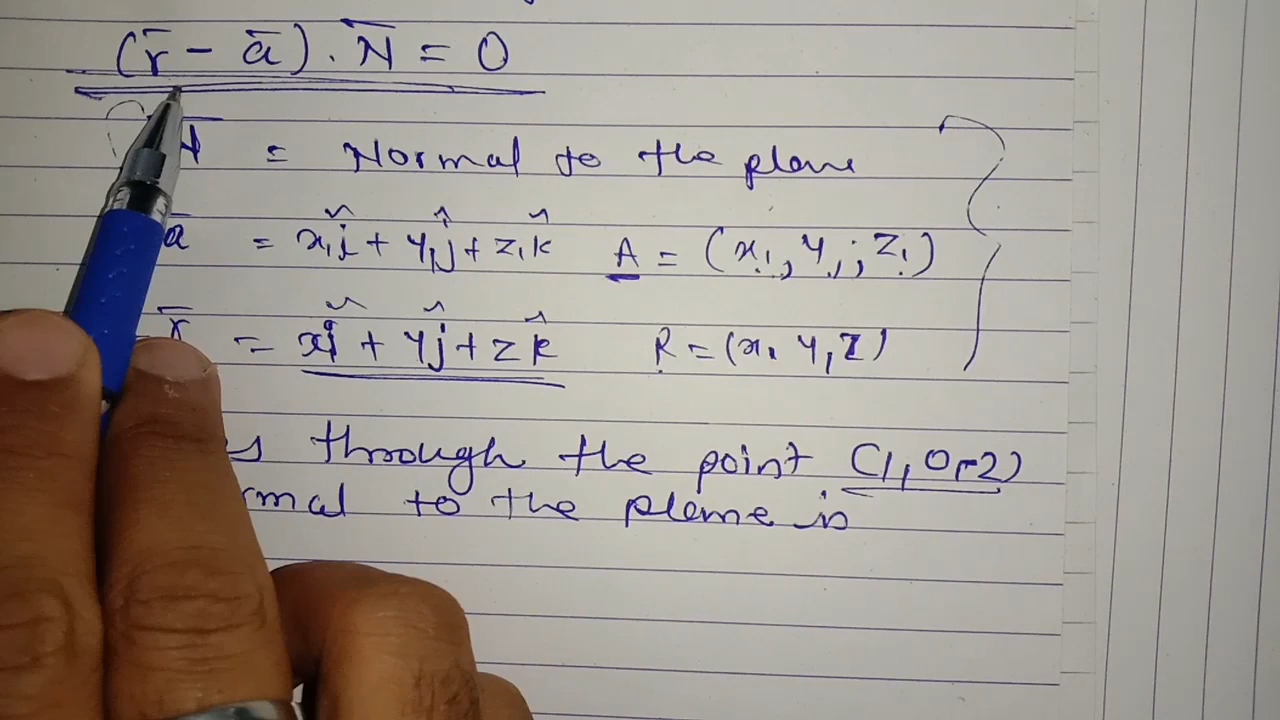 (r̄ - ā) . N̄ = 0
= Normal to the plane
ā = x₁î + y₁ĵ + z₁k̂ A = (x₁, y₁, z₁)
r̄ = xî + yĵ + zk̂ R = (x, y, z)
through the point (1, 0, -2)
to the plane is